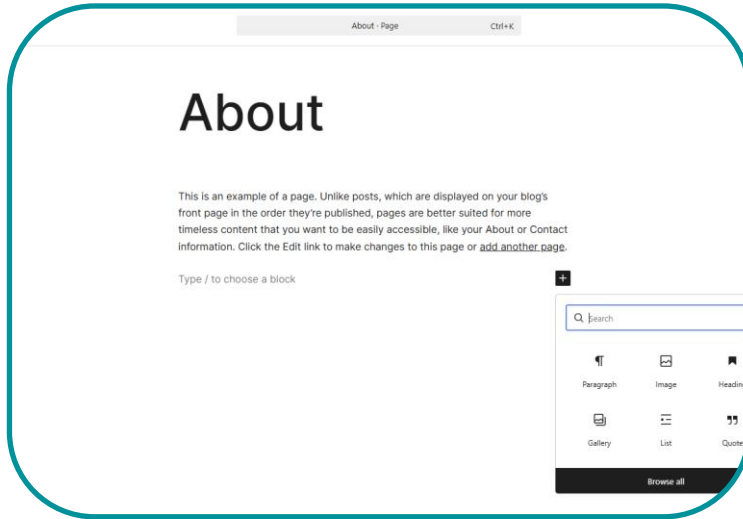 About · Page Ctrl+K
About
This is an example of a page. Unlike posts, which are displayed on your blog's
front page in the order they're published, pages are better suited for more
timeless content that you want to be easily accessible, like your About or Contact
information. Click the Edit link to make changes to this page or add another page.
Type / to choose a block
Search
Paragraph Image Heading
Gallery List Quote
Browse all